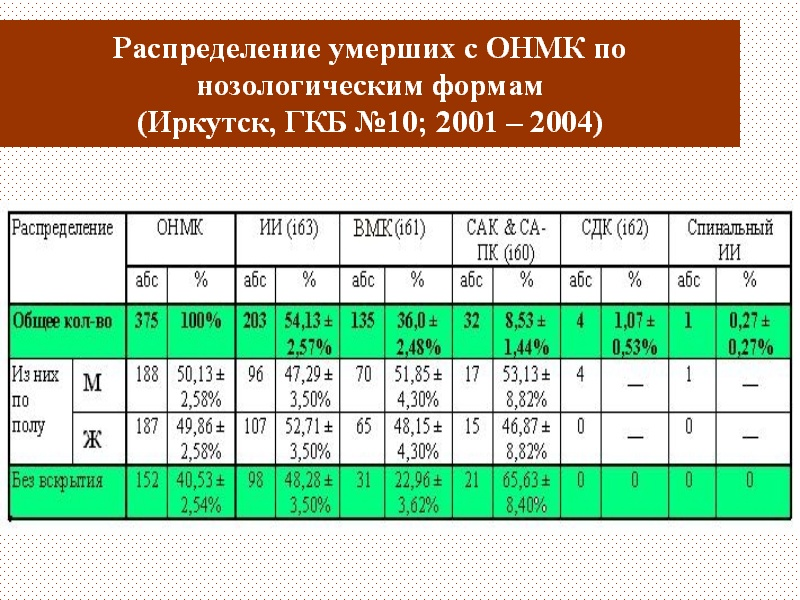 Распределение умерших с ОНМК по
нозологическим формам
(Иркутск, ГКБ №10; 2001 – 2004)
Распределение ОНМК ИИ (i63) ВМК (i61) САК & СА- СДК (i62) Спинальный
ПК (i60) ИИ
абс % абс % абс % абс % абс % абс %
Общее кол-во 375 100% 203 54,13 ± 135 36,0 ± 32 8,53 ± 4 1,07 ± 1 0,27 ±
2,57% 2,48% 1,44% 0,53% 0,27%
Из них по полу М 188 50,13 ± 96 47,29 ± 70 51,85 ± 17 53,13 ± 4 — 1 —
2,58% 3,50% 4,30% 8,82%
Ж 187 49,86 ± 107 52,71 ± 65 48,15 ± 15 46,87 ± 0 — 0 —
2,58% 3,50% 4,30% 8,82%
Без вскрытия 152 40,53 ± 98 48,28 ± 31 22,96 ± 21 65,63 ± 0 0 0 0
2,54% 3,50% 3,62% 8,40%